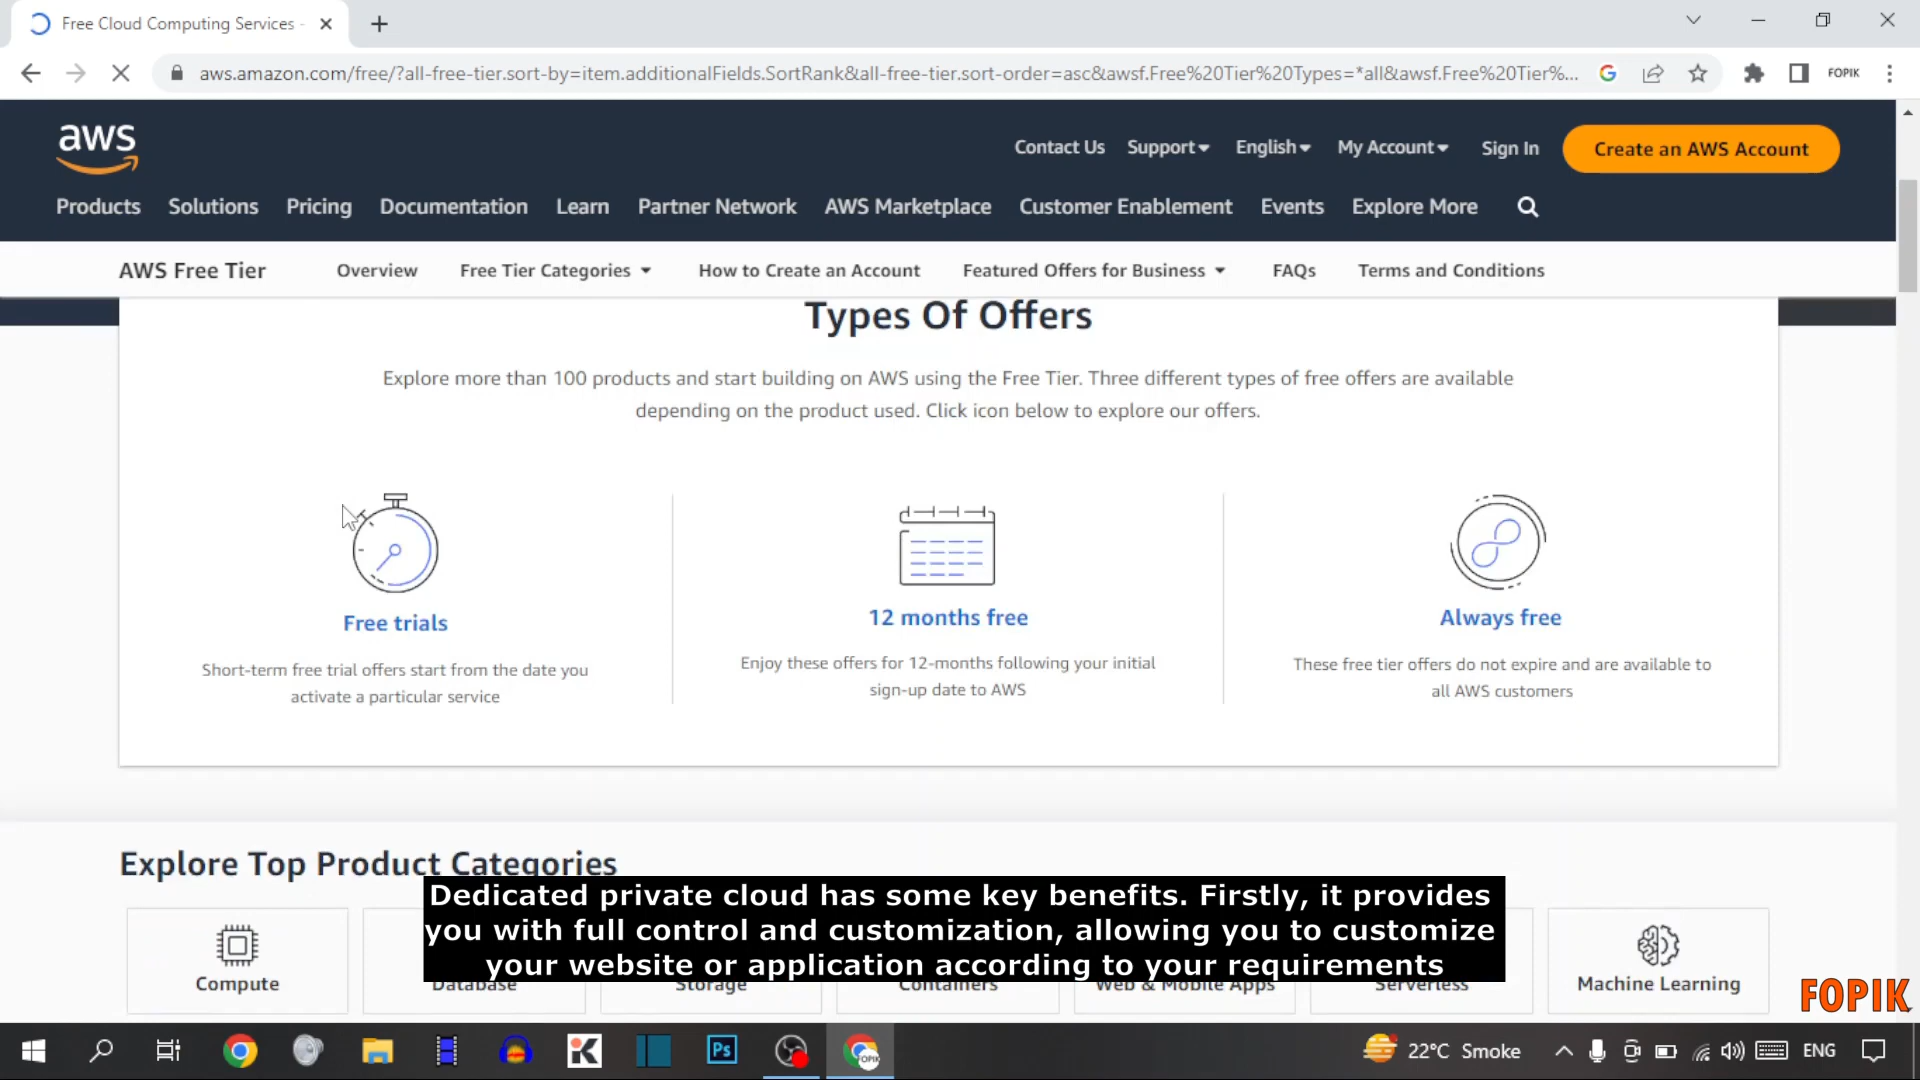 Free Cloud Computing Services -
aws.amazon.com/free/?all-free-tier.sort-by=item.additionalFields.SortRank&all-free-tier.sort-order=asc&awsf.Free%20Tier%20Types=*all&awsf.Free%20Tier%...
FOPIK
aws
Contact Us Support English My Account Sign In Create an AWS Account
Products Solutions Pricing Documentation Learn Partner Network AWS Marketplace Customer Enablement Events Explore More
AWS Free Tier Overview Free Tier Categories How to Create an Account Featured Offers for Business FAQs Terms and Conditions
Types Of Offers
Explore more than 100 products and start building on AWS using the Free Tier. Three different types of free offers are available
depending on the product used. Click icon below to explore our offers.
Free trials
Short-term free trial offers start from the date you
activate a particular service
12 months free
Enjoy these offers for 12-months following your initial
sign-up date to AWS
Always free
These free tier offers do not expire and are available to
all AWS customers
Explore Top Product Categories
Dedicated private cloud has some key benefits. Firstly, it provides
you with full control and customization, allowing you to customize
your website or application according to your requirements
Compute Database Storage Containers Web & Mobile Apps Serverless Machine Learning
FOPIK
Ps
22°C Smoke
ENG